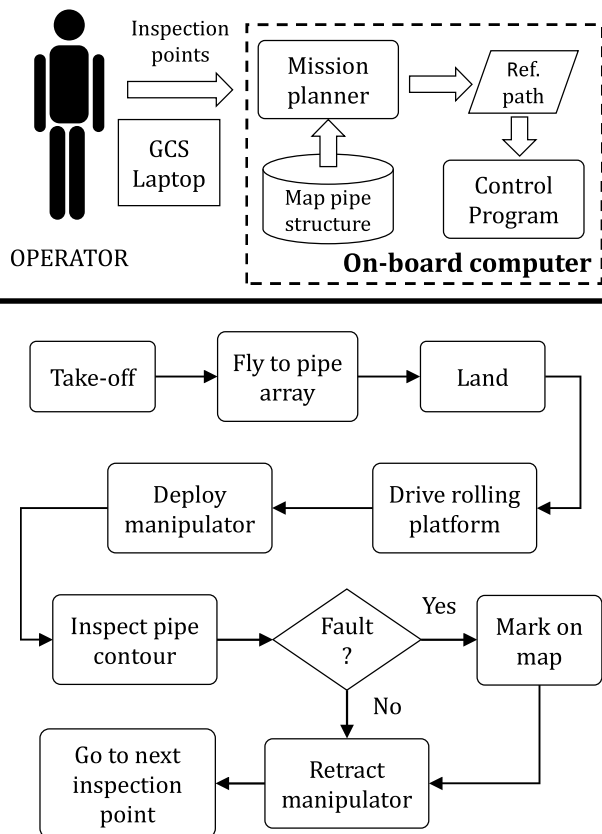 Inspection
points
GCS
Laptop
OPERATOR
Mission
planner
Ref.
path
Map pipe
structure
Control
Program
On-board computer
Take-off
Fly to pipe
array
Land
Drive rolling
platform
Deploy
manipulator
Inspect pipe
contour
Fault
?
Yes
Mark on
map
No
Retract
manipulator
Go to next
inspection
point